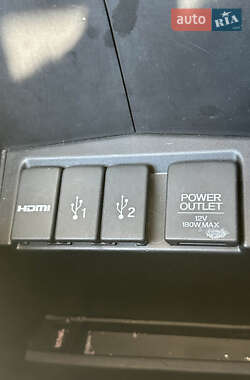 AUTO
RIA
HDMI
1
2
POWER
OUTLET
12V
180W MAX